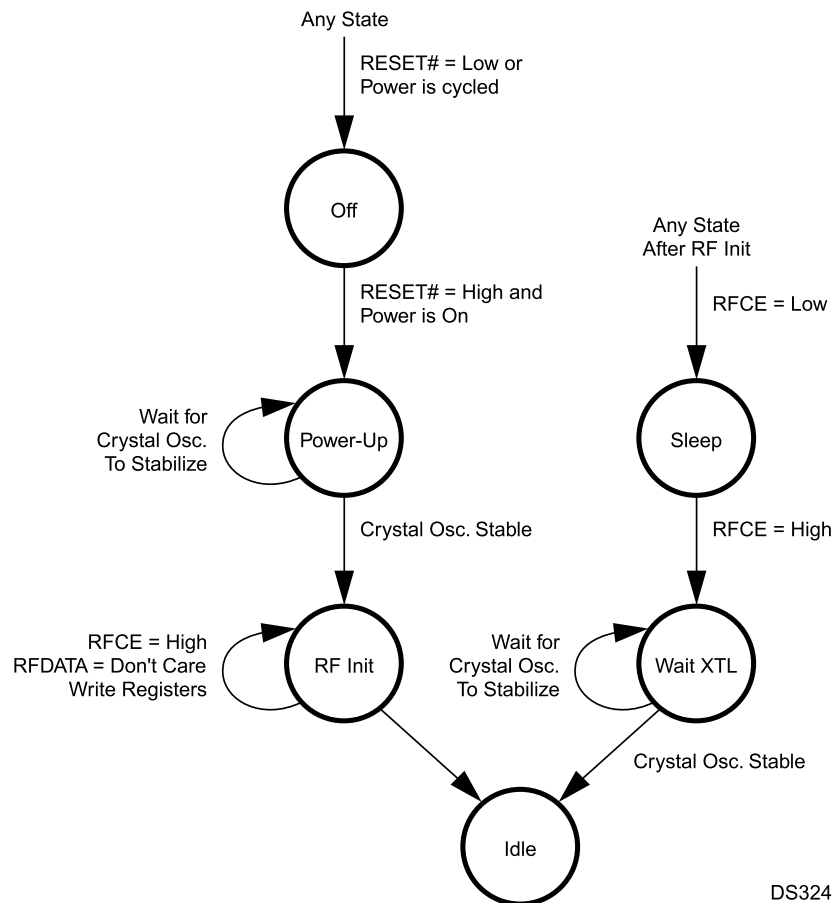 Any State
RESET# = Low or
Power is cycled
Off
Any State
After RF Init
RESET# = High and
Power is On
RFCE = Low
Wait for
Crystal Osc.
To Stabilize
Power-Up
Sleep
Crystal Osc. Stable
RFCE = High
RFCE = High
RFDATA = Don't Care
Write Registers
RF Init
Wait for
Crystal Osc.
To Stabilize
Wait XTL
Crystal Osc. Stable
Idle
DS324